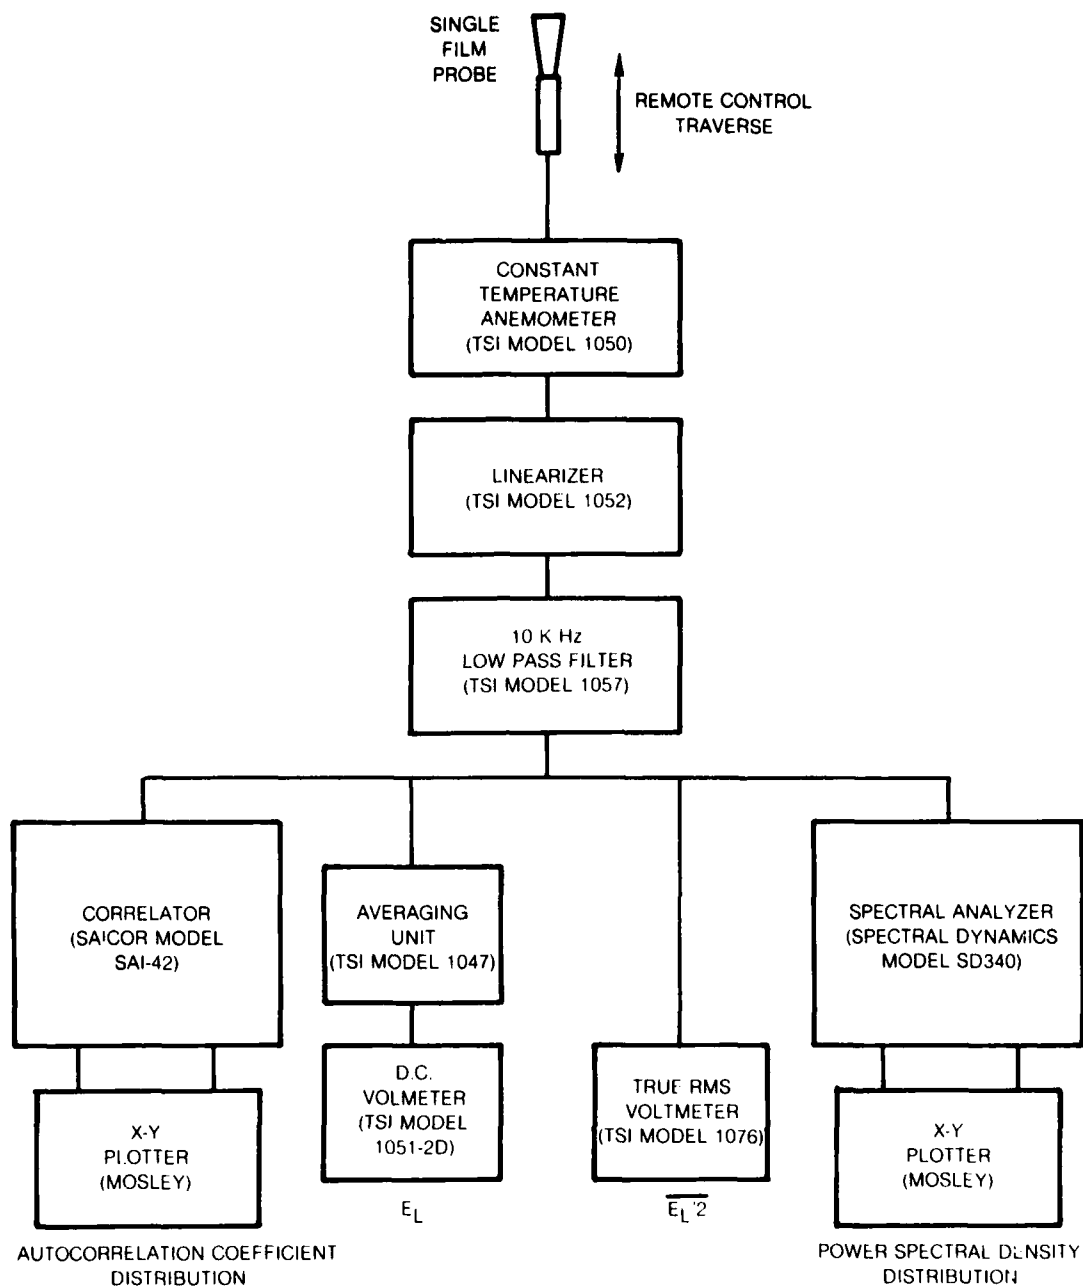 SINGLE
FILM
PROBE
REMOTE CONTROL
TRAVERSE
CONSTANT
TEMPERATURE
ANEMOMETER
(TSI MODEL 1050)
LINEARIZER
(TSI MODEL 1052)
10 K Hz
LOW PASS FILTER
(TSI MODEL 1057)
CORRELATOR
(SAICOR MODEL
SAI-42)
AVERAGING
UNIT
(TSI MODEL 1047)
SPECTRAL ANALYZER
(SPECTRAL DYNAMICS
MODEL SD340)
X-Y
PLOTTER
(MOSLEY)
D.C.
VOLMETER
(TSI MODEL
1051-2D)
TRUE RMS
VOLTMETER
(TSI MODEL 1076)
X-Y
PLOTTER
(MOSLEY)
E_L
E_L'2
AUTOCORRELATION COEFFICIENT
DISTRIBUTION
POWER SPECTRAL DENSITY
DISTRIBUTION